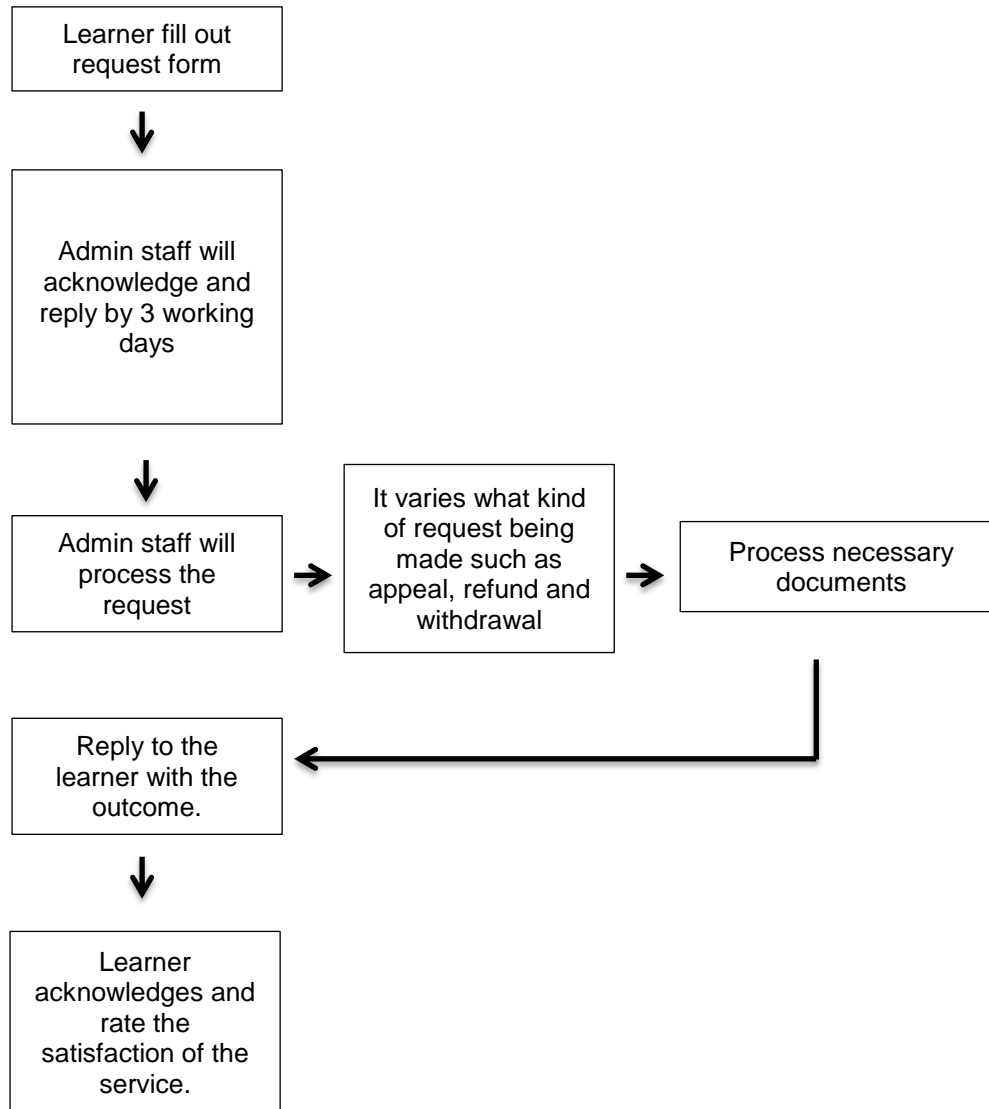 Learner fill out
request form
Admin staff will
acknowledge and
reply by 3 working
days
Admin staff will
process the
request
It varies what kind
of request being
made such as
appeal, refund and
withdrawal
Process necessary
documents
Reply to the
learner with the
outcome.
Learner
acknowledges and
rate the
satisfaction of the
service.